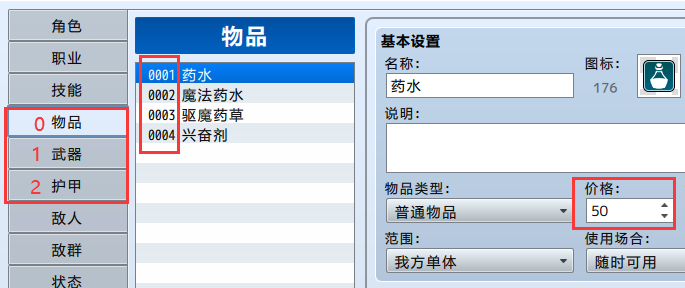 角色
职业
技能
0 物品
1 武器
2 护甲
敌人
敌群
状态
物品
0001 药水
0002 魔法药水
0003 驱魔药草
0004 兴奋剂
基本设置
名称: 图标:
药水 176
说明:
物品类型: 价格:
普通物品 50
范围: 使用场合:
我方单体 随时可用